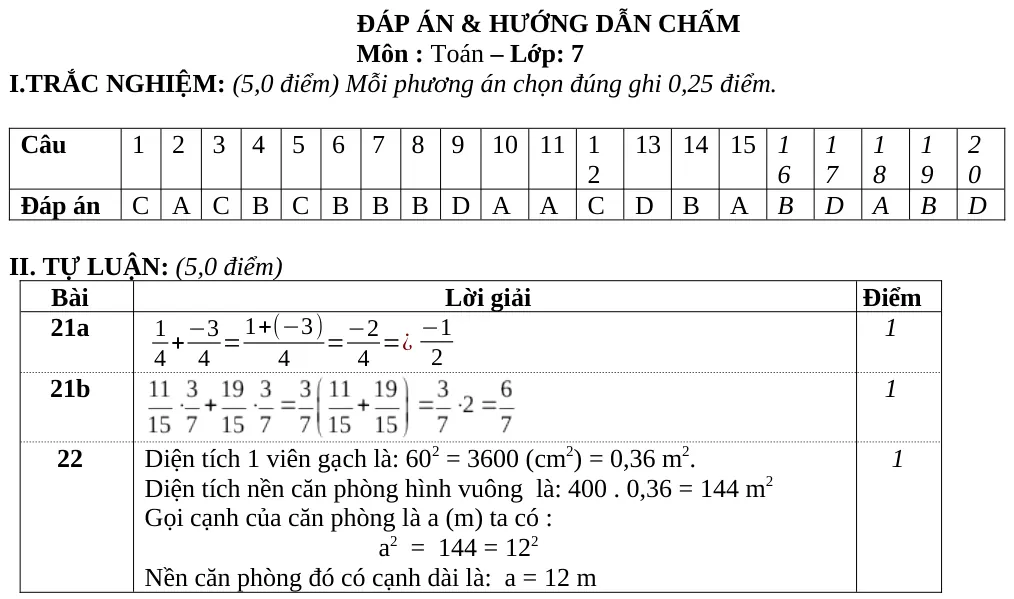 ĐÁP ÁN & HƯỚNG DẪN CHẤM
Môn : Toán – Lớp: 7
I.TRẮC NGHIỆM: (5,0 điểm) Mỗi phương án chọn đúng ghi 0,25 điểm.
Câu 1 2 3 4 5 6 7 8 9 10 11 12 13 14 15 16 17 18 19 20
Đáp án C A C B C B B B D A A C D B A B D A B D
II. TỰ LUẬN: (5,0 điểm)
Bài Lời giải Điểm
21a 1/4 + −3/4 = 1+(−3)/4 = −2/4 =¿ −1/2 1
21b 11/15 · 3/7 + 19/15 · 3/7 = 3/7 (11/15 + 19/15) = 3/7 ·2 = 6/7 1
22 Diện tích 1 viên gạch là: 60² = 3600 (cm²) = 0,36 m². 1
Diện tích nền căn phòng hình vuông là: 400 . 0,36 = 144 m²
Gọi cạnh của căn phòng là a (m) ta có :
a² = 144 = 12²
Nền căn phòng đó có cạnh dài là: a = 12 m